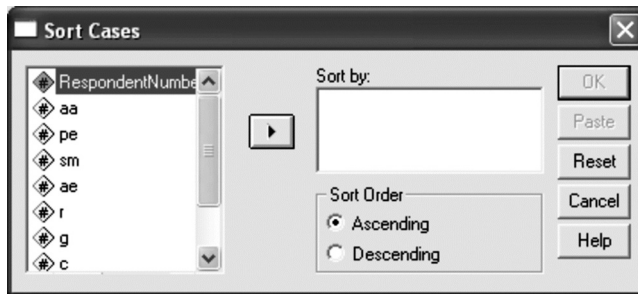 Sort Cases
RespondentNumbe
aa
pe
sm
ae
r
g
c
Sort by:
Sort Order
Ascending
Descending
OK
Paste
Reset
Cancel
Help